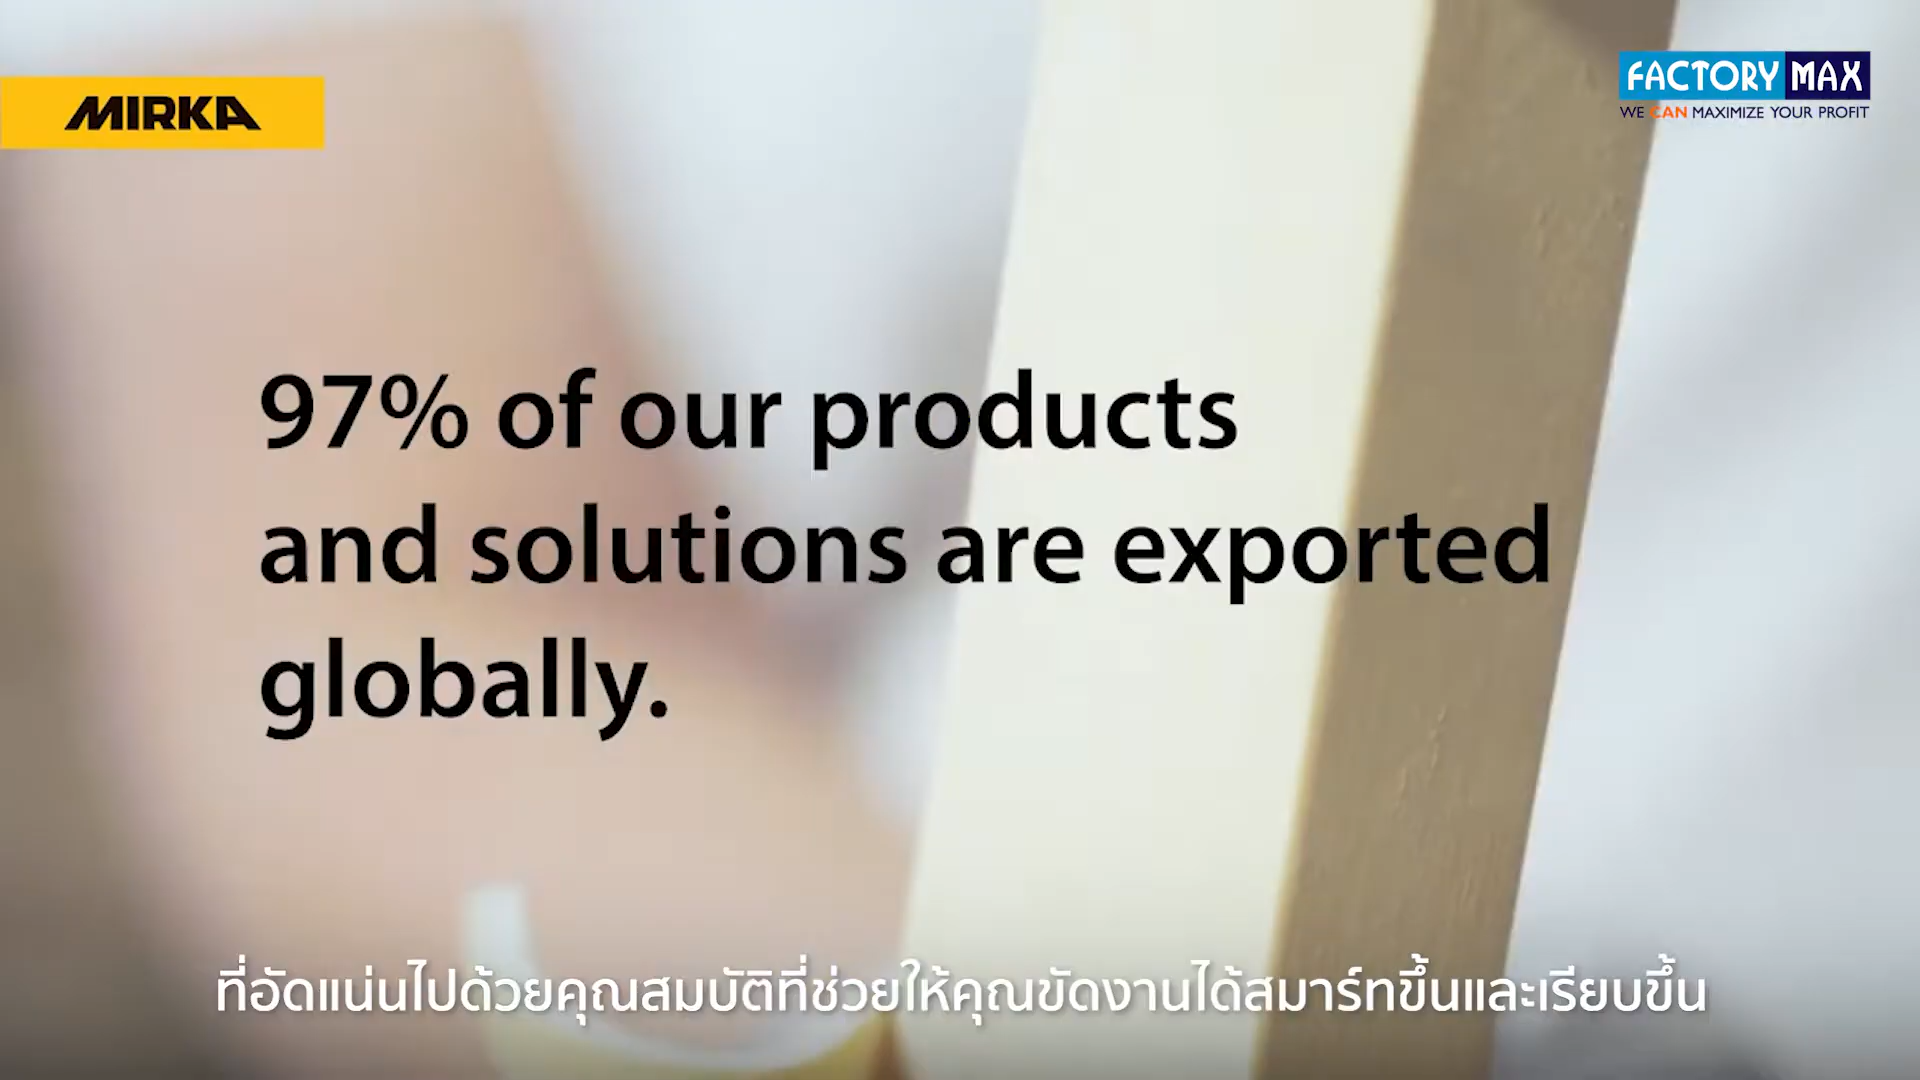 MIRKA
FACTORY MAX
WE CAN MAXIMIZE YOUR PROFIT
97% of our products
and solutions are exported
globally.
ที่อัดแน่นไปด้วยคุณสมบัติที่ช่วยให้คุณขัดงานได้สมาร์ทขึ้นและเรียบขึ้น